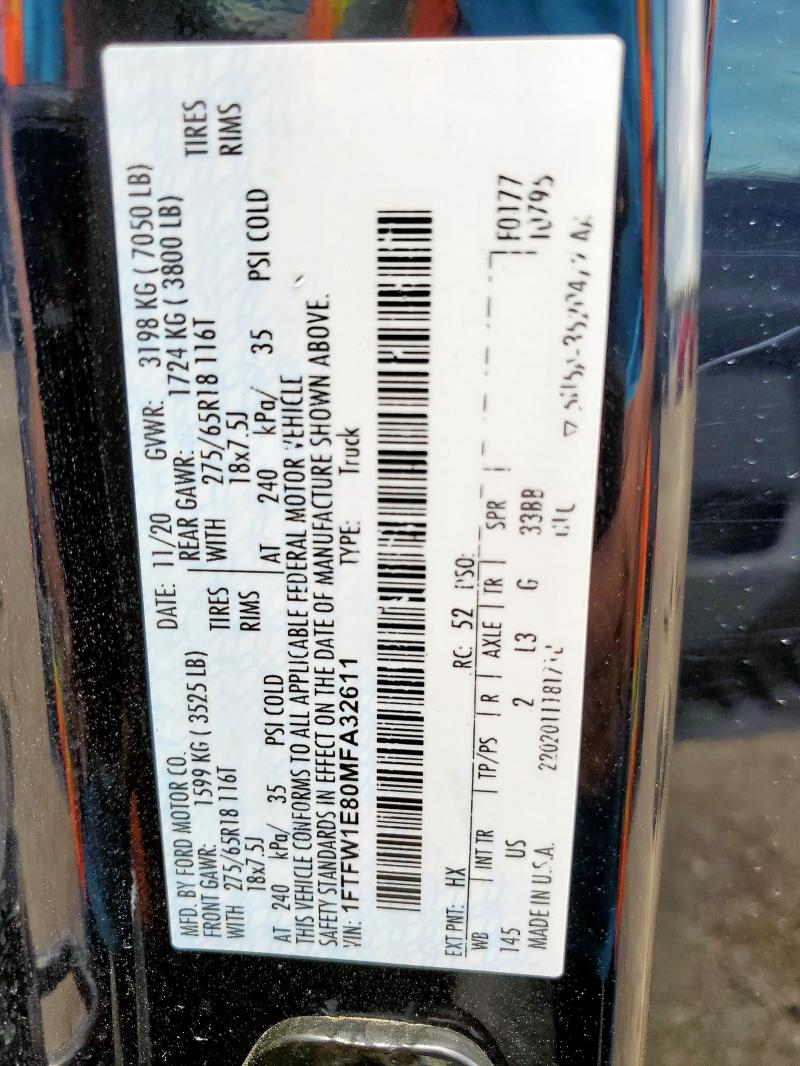 MFD. BY FORD MOTOR CO.
DATE: 11/20 GVWR: 3198 KG ( 7050 LB)
FRONT GAWR: 1599 KG ( 3525 LB) REAR GAWR: 1724 KG ( 3800 LB)
WITH 275/65R18 116T TIRES WITH 275/65R18 116T TIRES
18x7.5J RIMS 18x7.5J RIMS
AT 240 kPa/ 35 PSI COLD AT 240 kPa/ 35 PSI COLD
THIS VEHICLE CONFORMS TO ALL APPLICABLE FEDERAL MOTOR VEHICLE
SAFETY STANDARDS IN EFFECT ON THE DATE OF MANUFACTURE SHOWN ABOVE.
VIN: 1FTFW1E80MFA32611 TYPE: Truck
EXT PNT: HX RC: 52 DSO:
WB INT TR TP/PS R AXLE TR SPR F0177
145 US 2 L3 G 33BB 10795
MADE IN U.S.A.